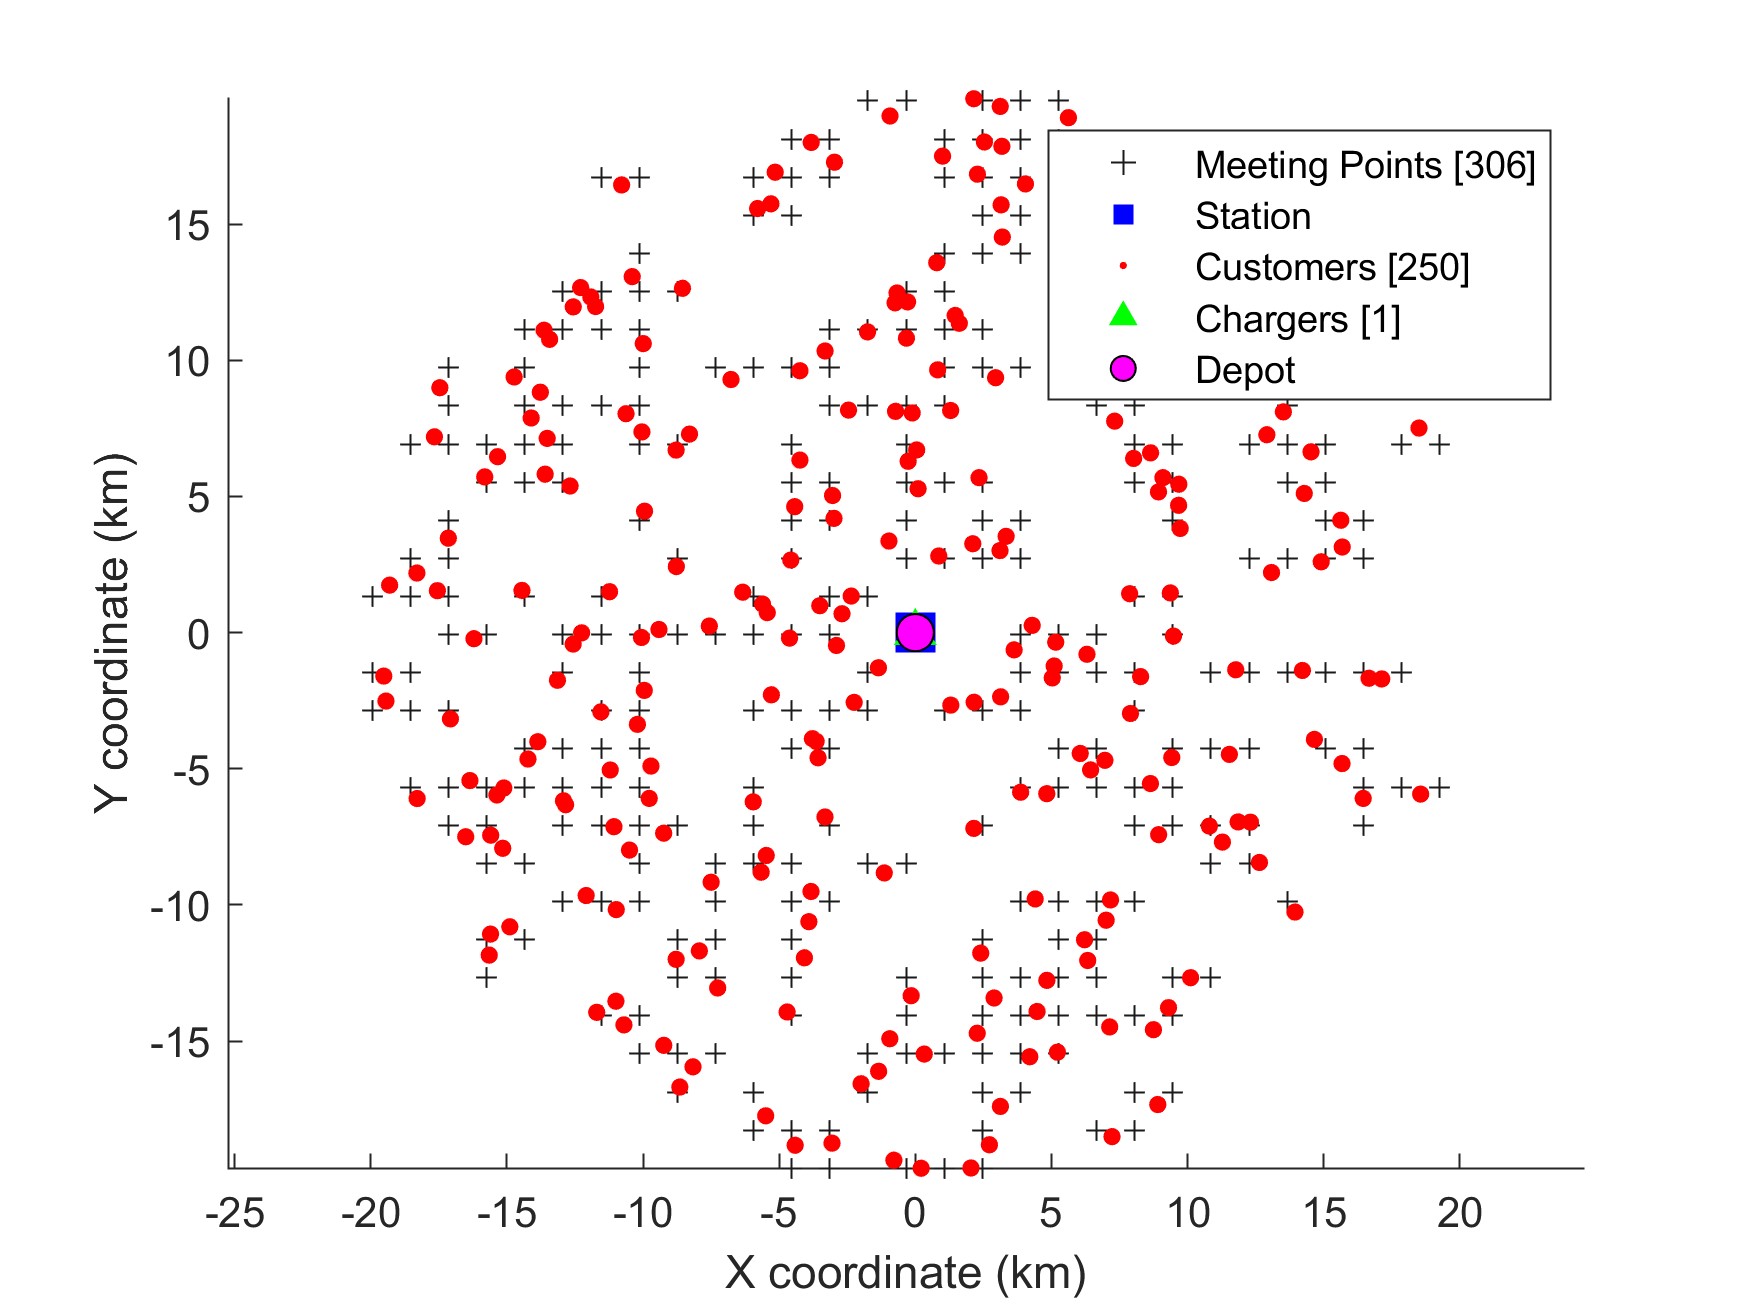 Meeting Points [306]
Station
Customers [250]
Chargers [1]
Depot
15
10
5
0
-5
-10
-15
Y coordinate (km)
-25 -20 -15 -10 -5 0 5 10 15 20
X coordinate (km)